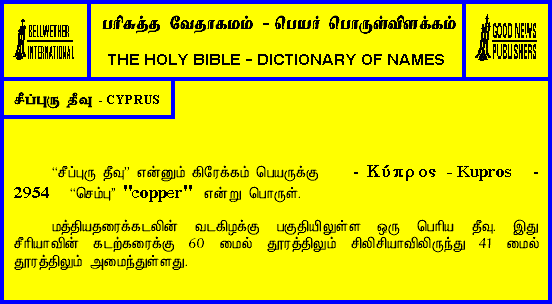 BELLWETHER
INTERNATIONAL
பரிசுத்த வேதாகமம் - பெயர் பொருள்விளக்கம்
THE HOLY BIBLE - DICTIONARY OF NAMES
GOOD NEWS
PUBLISHERS
சீப்புரு தீவு - CYPRUS
“சீப்புரு தீவு” என்னும் கிரேக்கம் பெயருக்கு - Κύπρος - Kupros -
2954 “செம்பு” "copper" என்று பொருள்.
மத்தியதரைக்கடலின் வடகிழக்கு பகுதியிலுள்ள ஒரு பெரிய தீவு. இது
சீரியாவின் கடற்கரைக்கு 60 மைல் தூரத்திலும் சிலிசியாவிலிருந்து 41 மைல்
தூரத்திலும் அமைந்துள்ளது.